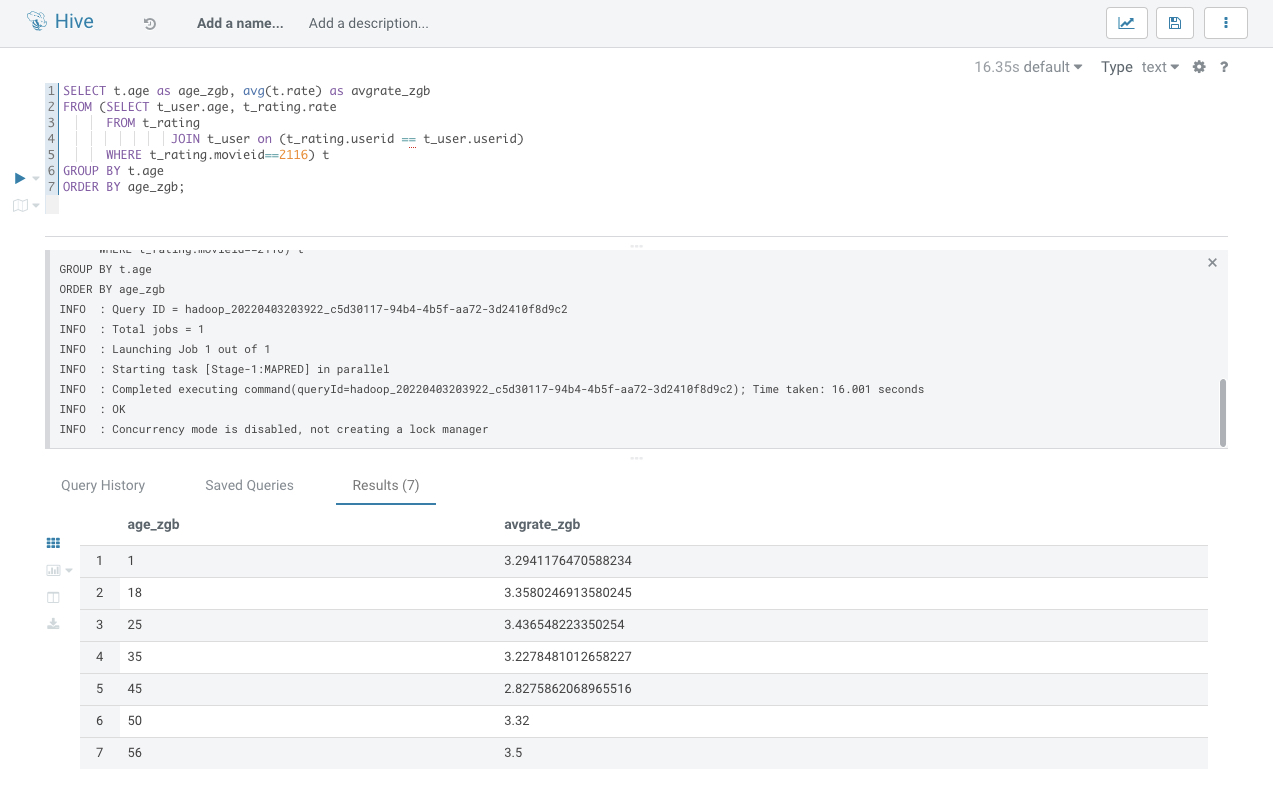 Hive
Add a name...
Add a description...
16.35s default
Type text
?
1 SELECT t.age as age_zgb, avg(t.rate) as avgrate_zgb
2 FROM (SELECT t_user.age, t_rating.rate
3 FROM t_rating
4 JOIN t_user on (t_rating.userid == t_user.userid)
5 WHERE t_rating.movieid==2116) t
6 GROUP BY t.age
7 ORDER BY age_zgb;
WHERE t_rating.movieid==2116) t
GROUP BY t.age
ORDER BY age_zgb
INFO : Query ID = hadoop_20220403203922_c5d30117-94b4-4b5f-aa72-3d2410f8d9c2
INFO : Total jobs = 1
INFO : Launching Job 1 out of 1
INFO : Starting task [Stage-1:MAPRED] in parallel
INFO : Completed executing command(queryId=hadoop_20220403203922_c5d30117-94b4-4b5f-aa72-3d2410f8d9c2); Time taken: 16.001 seconds
INFO : OK
INFO : Concurrency mode is disabled, not creating a lock manager
Query History
Saved Queries
Results (7)
age_zgb avgrate_zgb
1 1 3.2941176470588234
2 18 3.3580246913580245
3 25 3.436548223350254
4 35 3.2278481012658227
5 45 2.8275862068965516
6 50 3.32
7 56 3.5